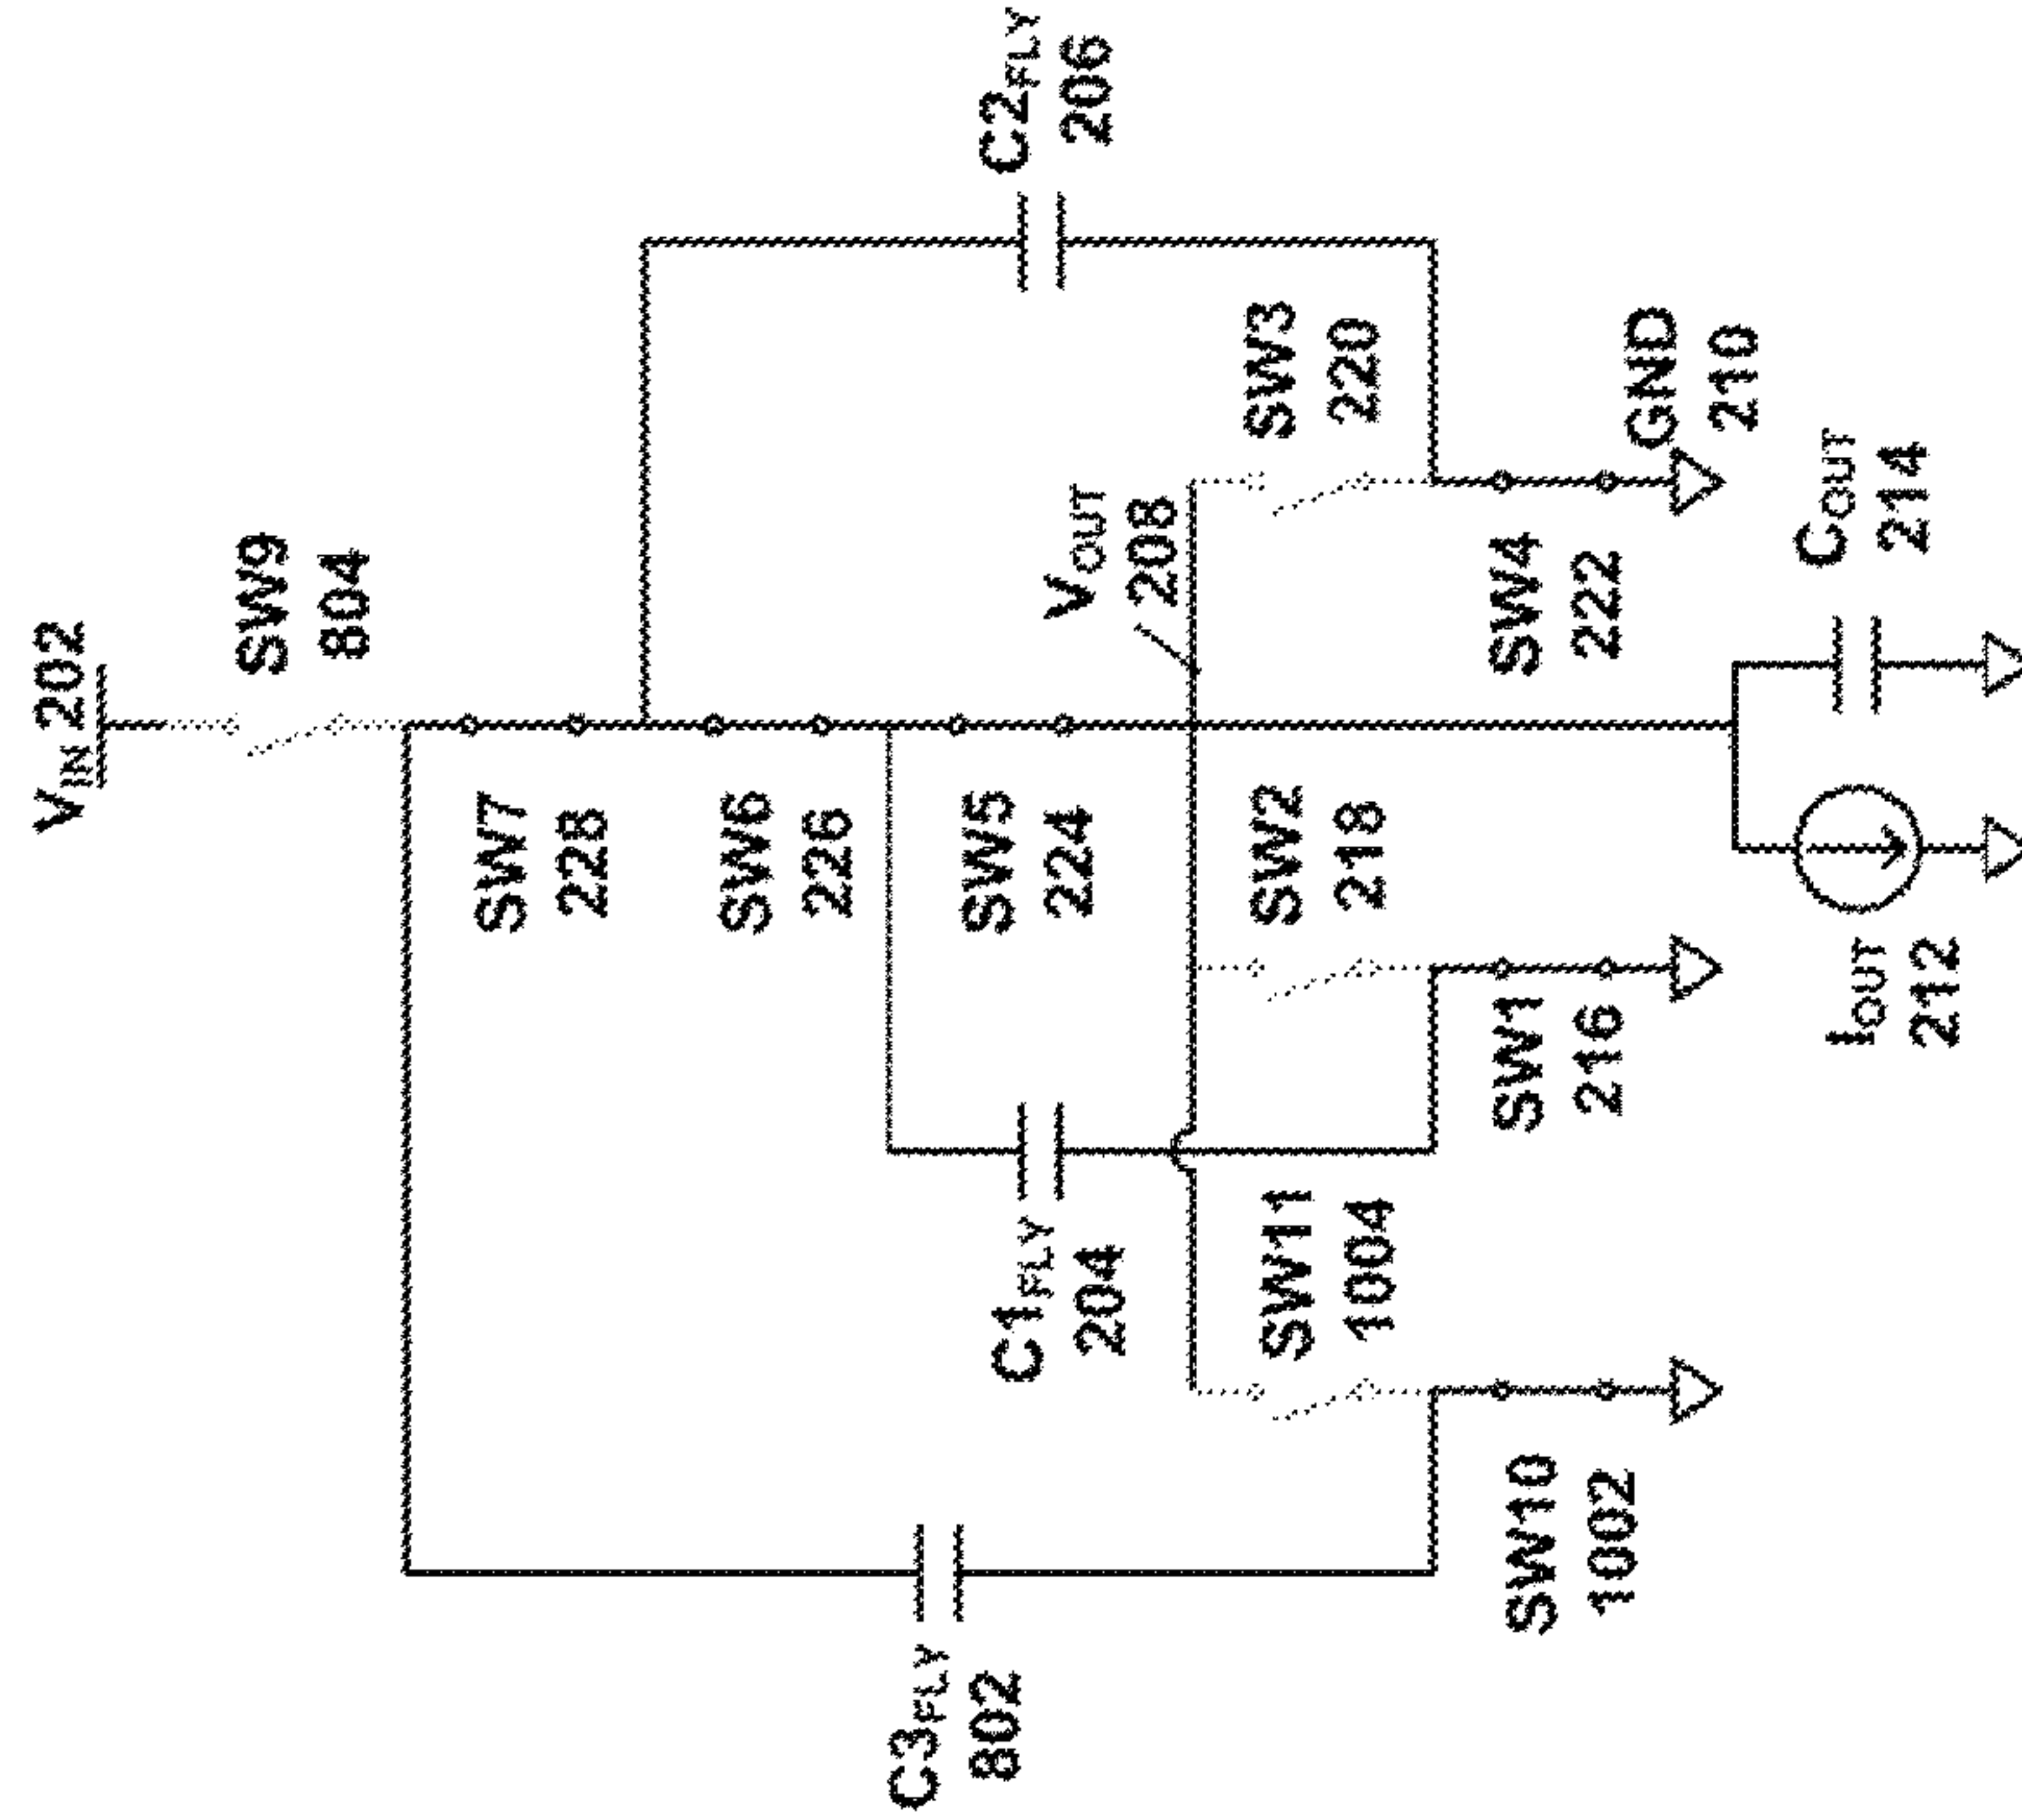 VIN 202
SW9
804
C2FLY
206
SW7
228
SW6
226
SW5
224
VOUT
208
SW3
220
SW2
218
C1FLY
204
SW11
1004
C3FLY
802
SW4
222
GND
210
SW1
216
SW10
1002
COUT
214
IOUT
212